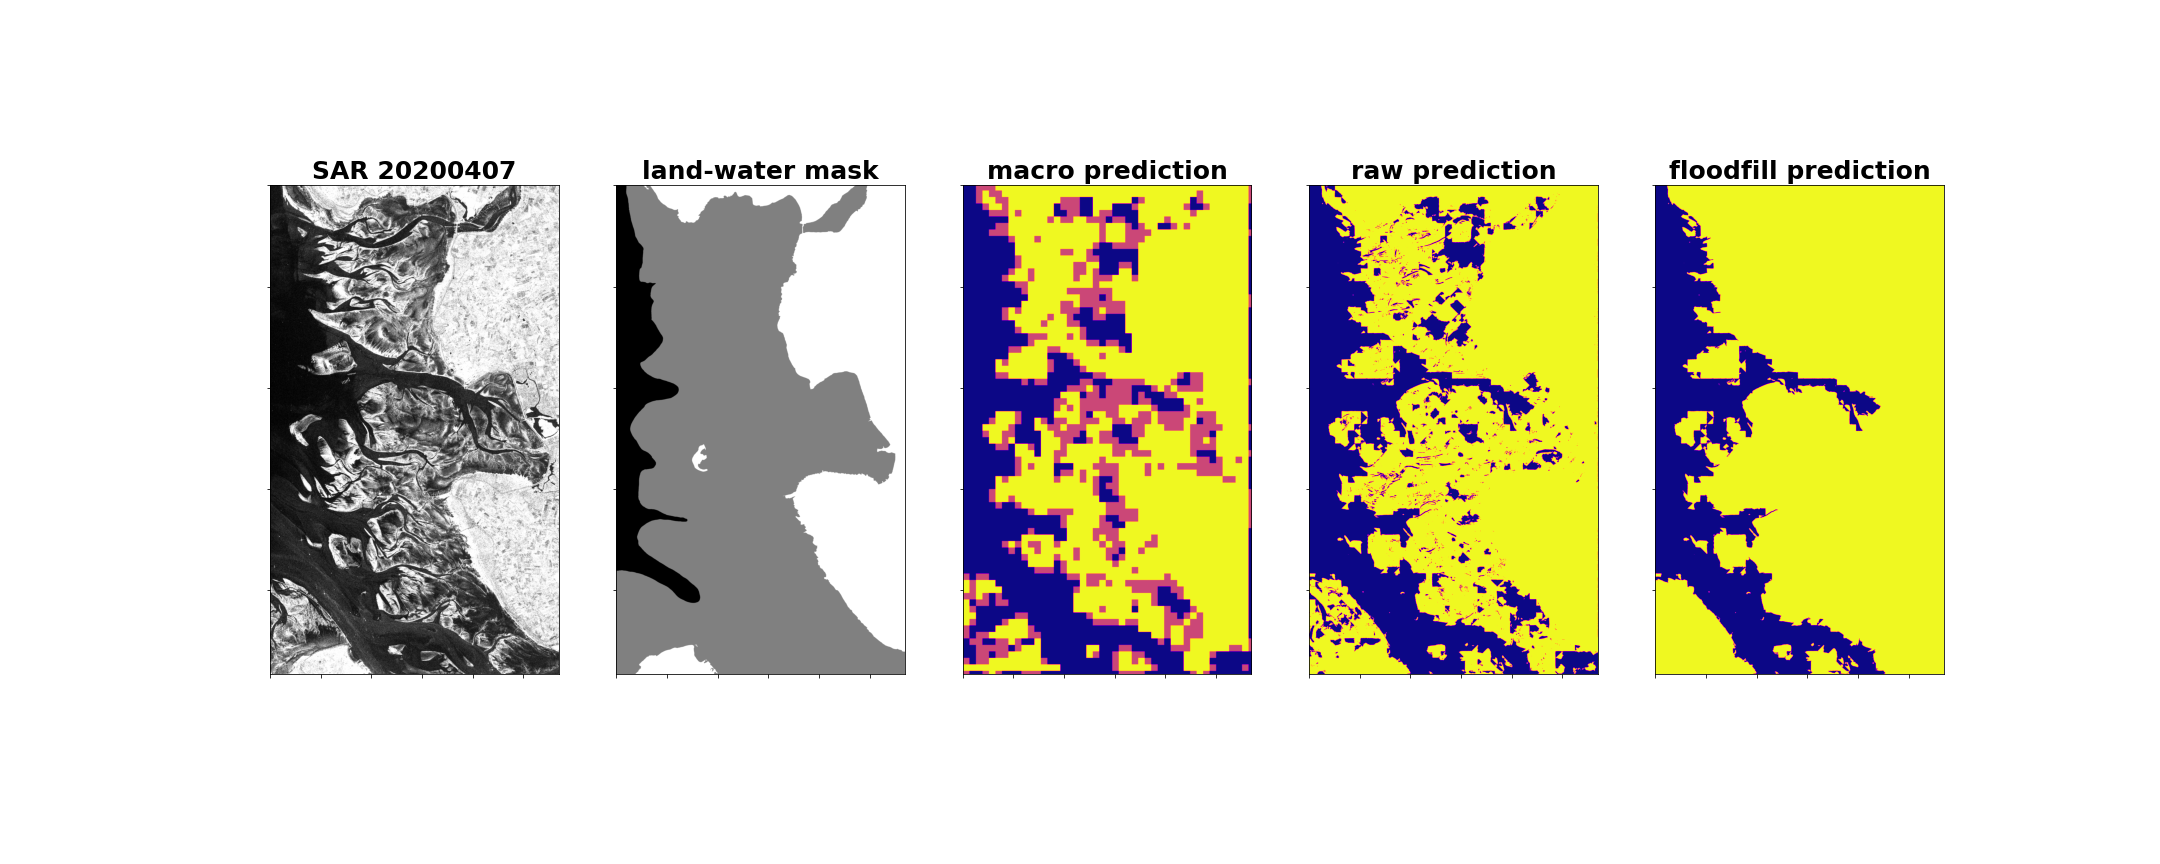 SAR 20200407
land-water mask
macro prediction
raw prediction
floodfill prediction